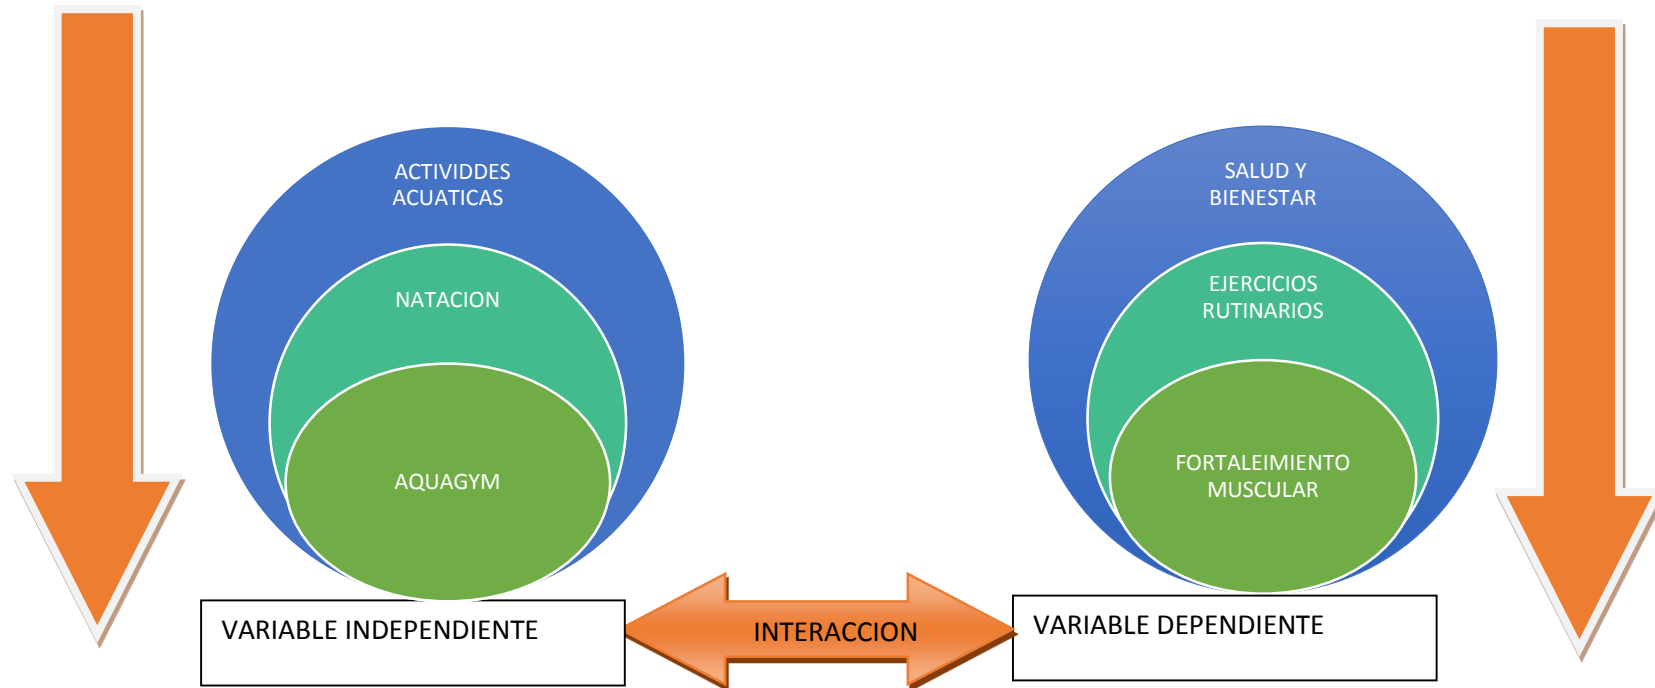 ACTIVIDDES
ACUATICAS
NATACION
AQUAGYM
VARIABLE INDEPENDIENTE
INTERACCION
SALUD Y
BIENESTAR
EJERCICIOS
RUTINARIOS
FORTALEIMIENTO
MUSCULAR
VARIABLE DEPENDIENTE